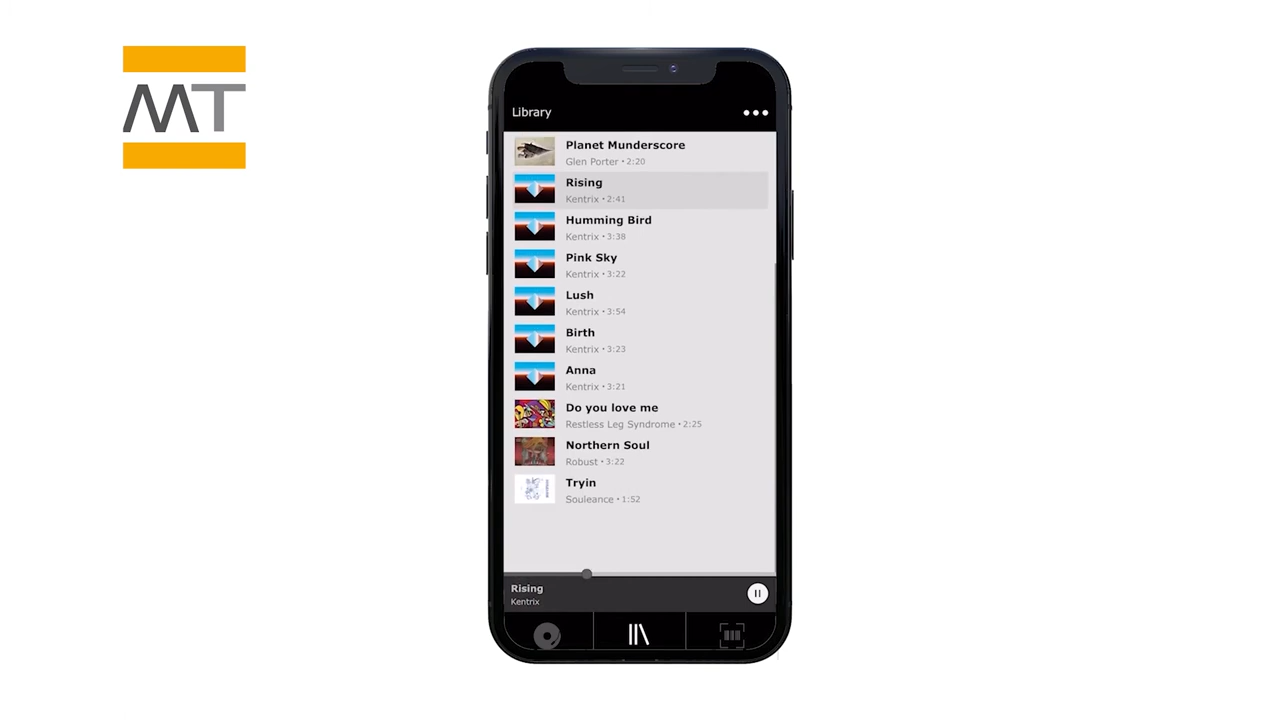 MT
Library
Planet Munderscore
Glen Porter • 2:20
Rising
Kentrix • 2:41
Humming Bird
Kentrix • 3:38
Pink Sky
Kentrix • 3:22
Lush
Kentrix • 3:54
Birth
Kentrix • 3:23
Anna
Kentrix • 3:21
Do you love me
Restless Leg Syndrome • 2:25
Northern Soul
Robust • 3:22
Tryin
Souleance • 1:52
Rising
Kentrix